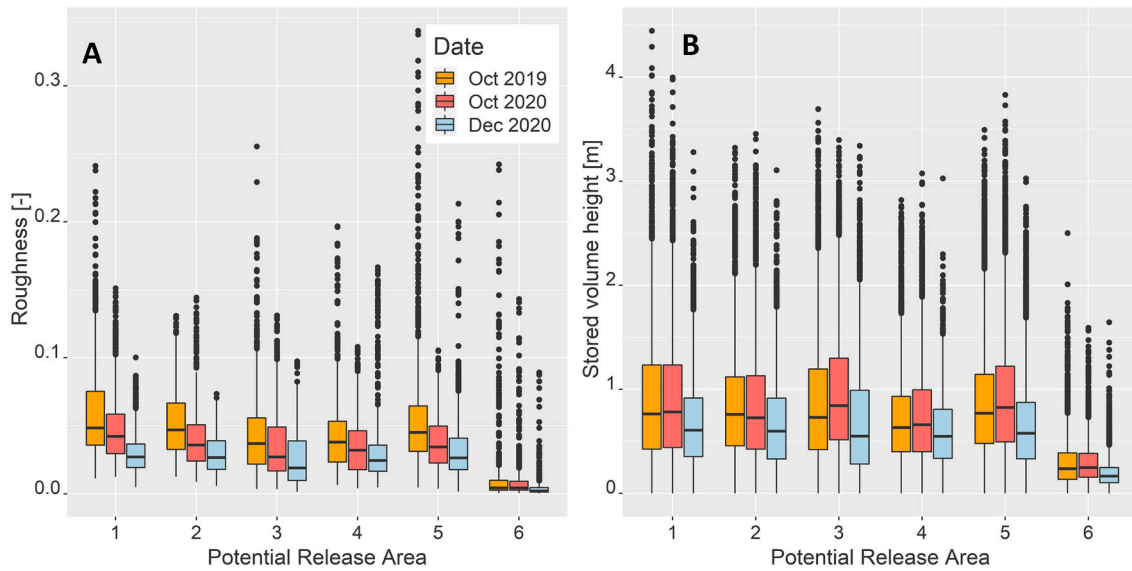 A
Date
Oct 2019
Oct 2020
Dec 2020
Roughness [-]
0.3
0.2
0.1
0.0
1 2 3 4 5 6
Potential Release Area
B
Stored volume height [m]
4
3
2
1
0
1 2 3 4 5 6
Potential Release Area